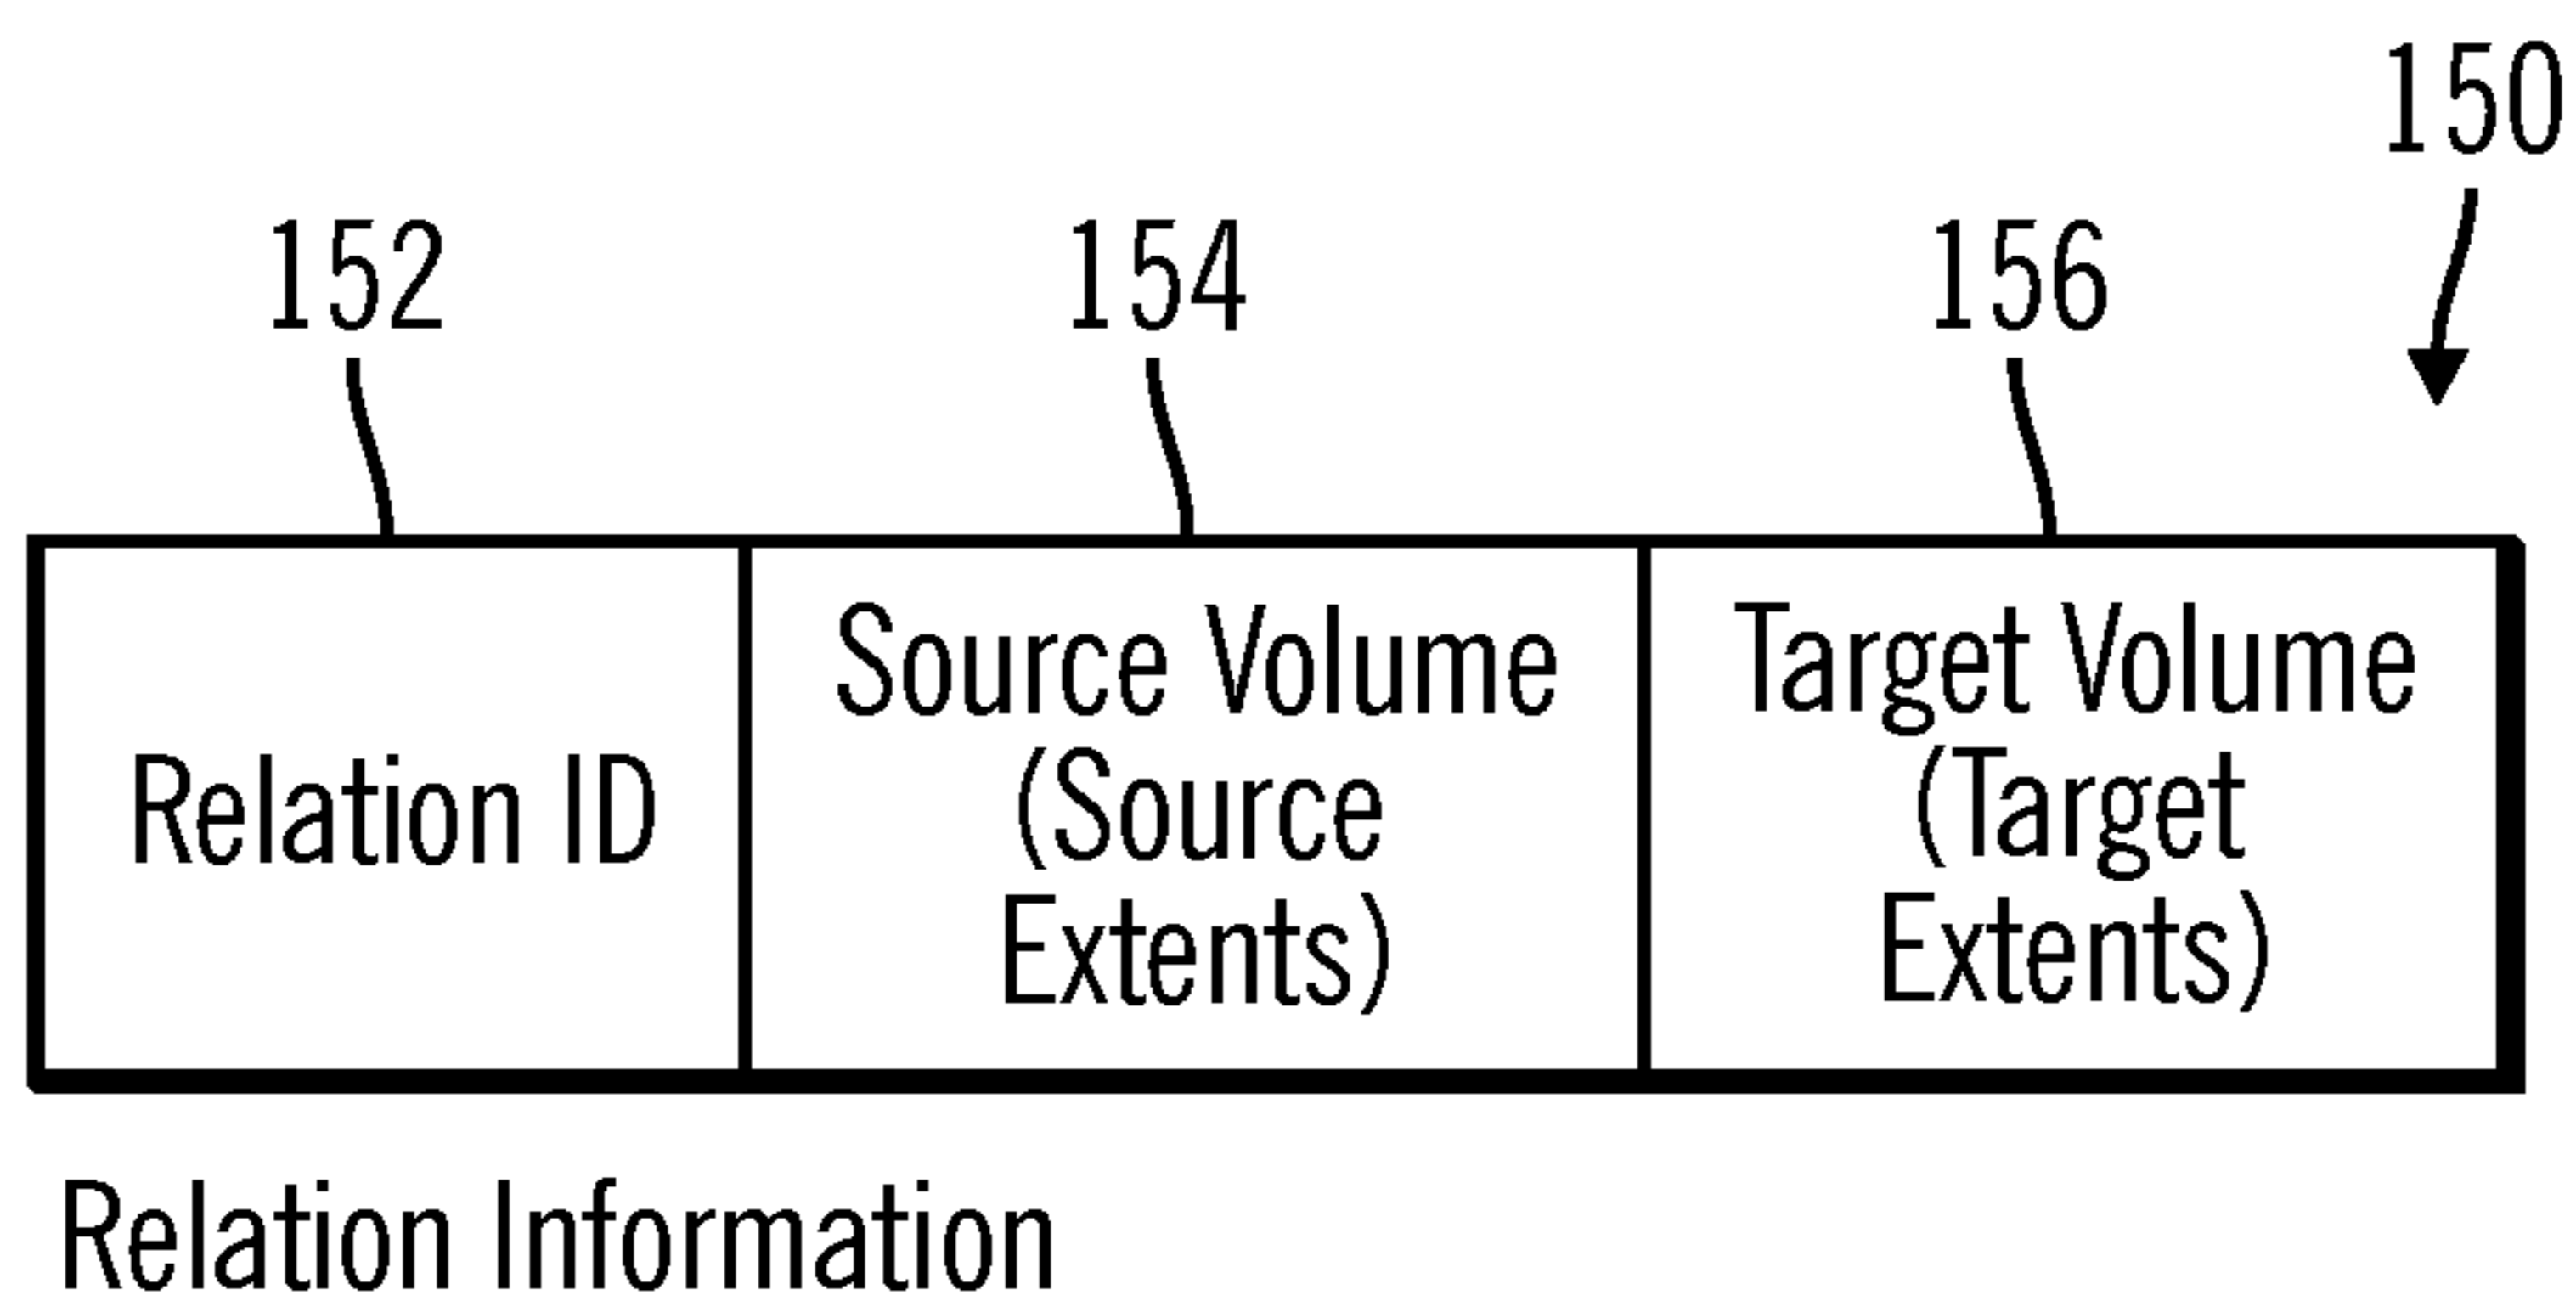 150
152
154
156
Relation ID
Source Volume
(Source
Extents)
Target Volume
(Target
Extents)
Relation Information